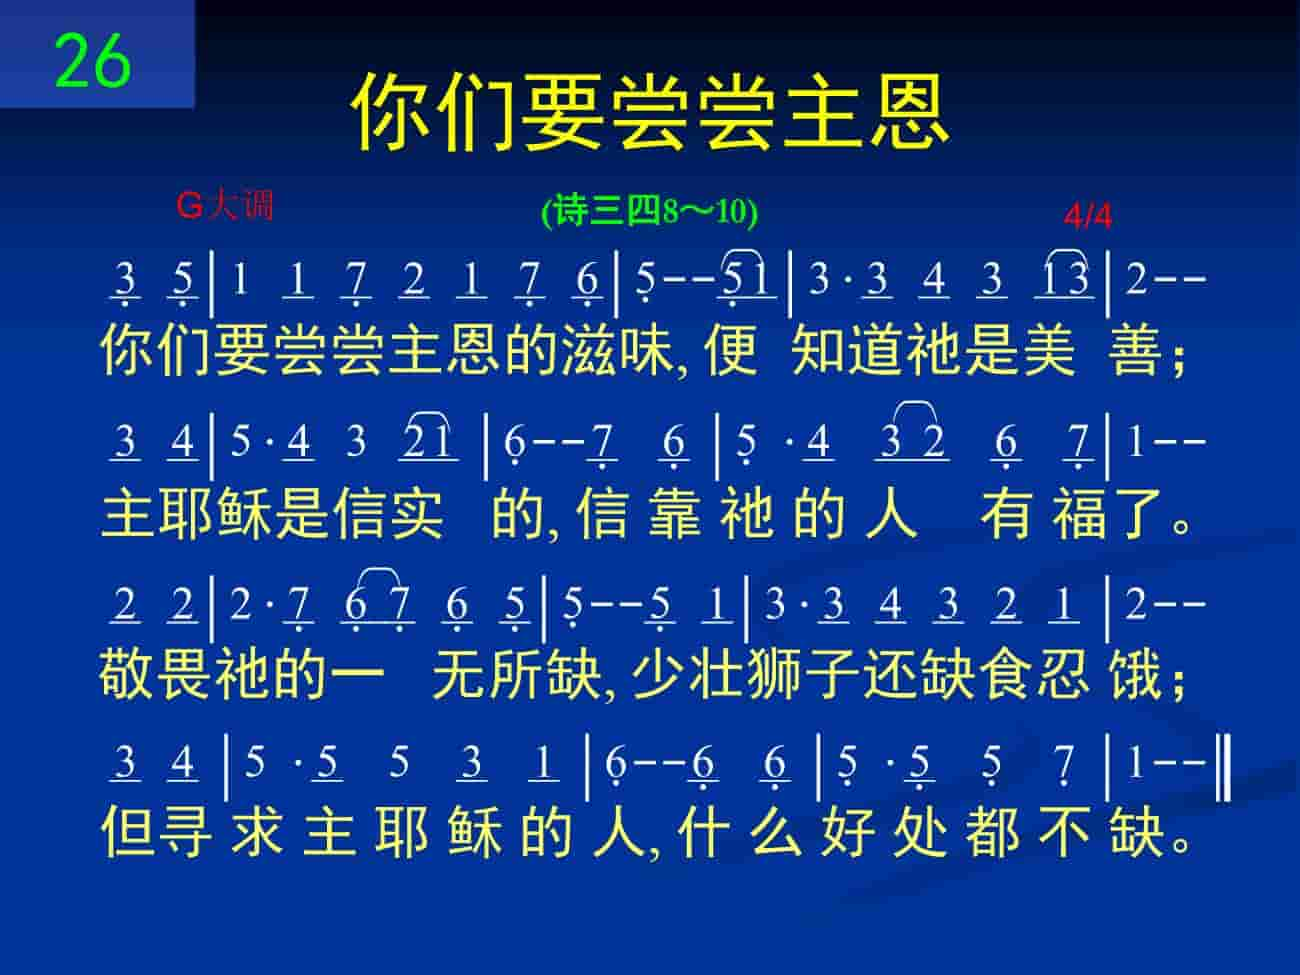 26
你们要尝尝主恩
G大调 (诗三四8～10) 4/4
3 5|1 1 7 2 1 7 6|5--51|3·3 4 3 13|2--
你们要尝尝主恩的滋味,便 知道祂是美 善；
3 4|5·4 3 21|6--7 6|5·4 3 2 6 7|1--
主耶稣是信实 的,信靠祂的人 有福了。
2 2|2·7 6 7 6 5|5--5 1|3·3 4 3 2 1|2--
敬畏祂的一 无所缺,少壮狮子还缺食忍饿；
3 4|5·5 5 3 1|6--6 6|5·5 5 7|1--‖
但寻求主耶稣的人,什么好处都不缺。